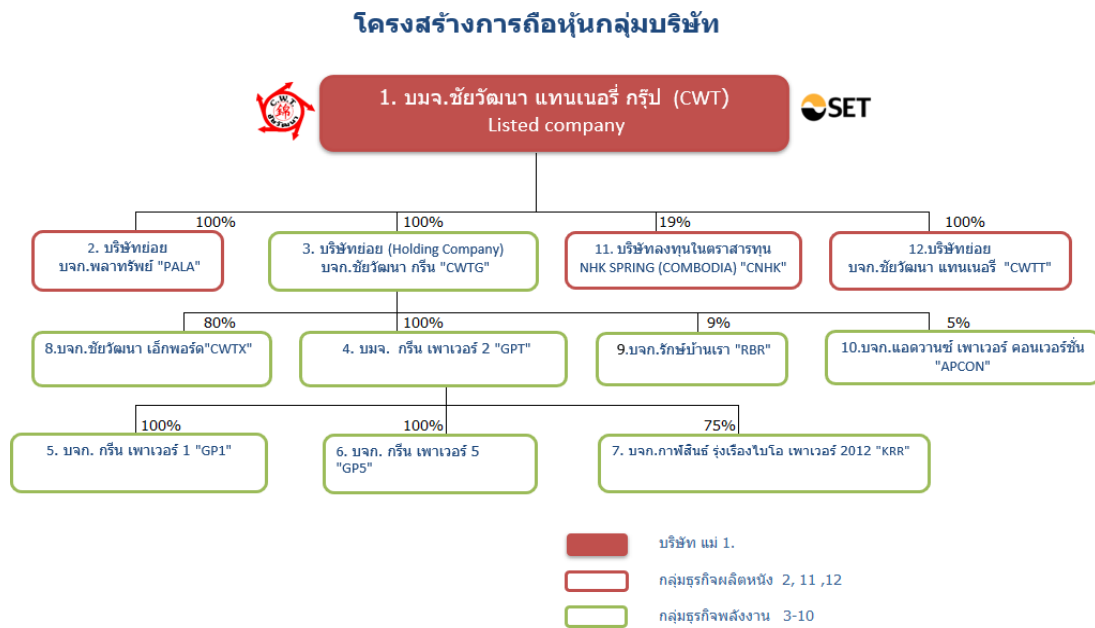 โครงสร้างการถือหุ้นกลุ่มบริษัท
C.W.T.
錦
ชัยวัฒนา
1. บมจ.ชัยวัฒนา แทนเนอรี่ กรุ๊ป (CWT)
Listed company
SET
100%
100%
19%
100%
2. บริษัทย่อย
บจก.พลาทรัพย์ "PALA"
3. บริษัทย่อย (Holding Company)
บจก.ชัยวัฒนา กรีน "CWTG"
11. บริษัทลงทุนในตราสารทุน
NHK SPRING (COMBODIA) "CNHK"
12.บริษัทย่อย
บจก.ชัยวัฒนา แทนเนอรี่ "CWTT"
80%
100%
9%
5%
8.บจก.ชัยวัฒนา เอ็กพอร์ต"CWTX"
4. บมจ. กรีน เพาเวอร์ 2 "GPT"
9.บจก.รักษ์บ้านเรา "RBR"
10.บจก.แอดวานซ์ เพาเวอร์ คอนเวอร์ชั่น
"APCON"
100%
100%
75%
5. บจก. กรีน เพาเวอร์ 1 "GP1"
6. บจก. กรีน เพาเวอร์ 5
"GP5"
7. บจก.กาฬสินธุ์ รุ่งเรืองไบโอ เพาเวอร์ 2012 "KRR"
บริษัท แม่ 1.
กลุ่มธุรกิจผลิตหนัง 2, 11 ,12
กลุ่มธุรกิจพลังงาน 3-10